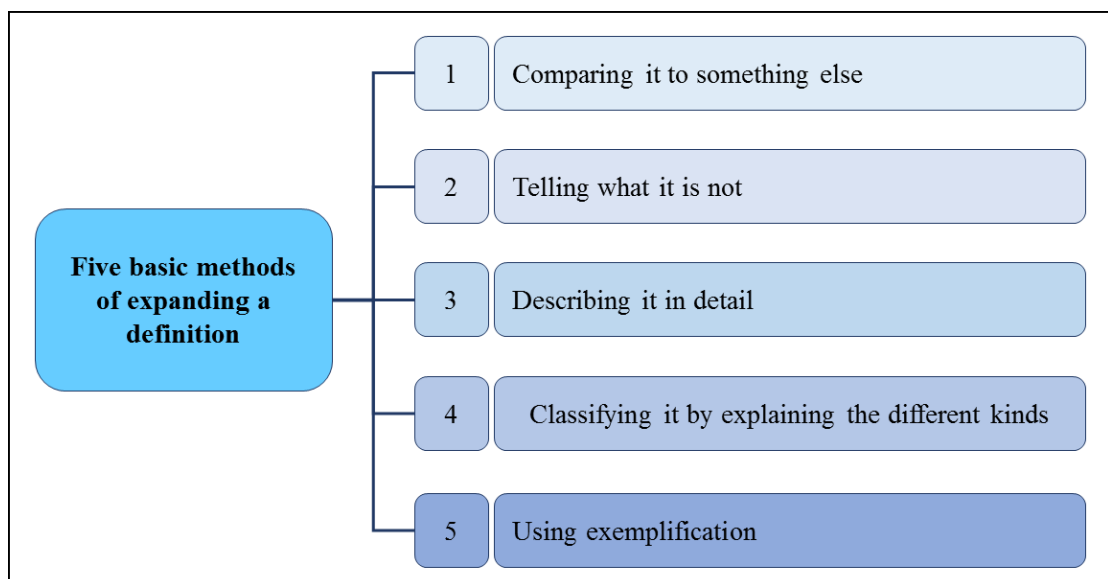 Five basic methods
of expanding a
definition
1 Comparing it to something else
2 Telling what it is not
3 Describing it in detail
4 Classifying it by explaining the different kinds
5 Using exemplification